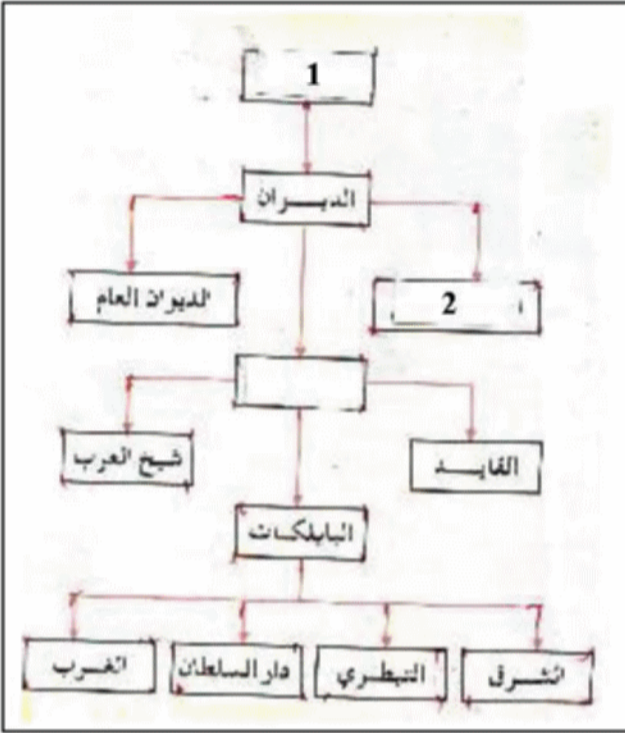 1
الديوان
2
الديوان العام
القايد
شيخ العرب
البايلكات
الشرق
التيطري
دار السلطان
الغرب